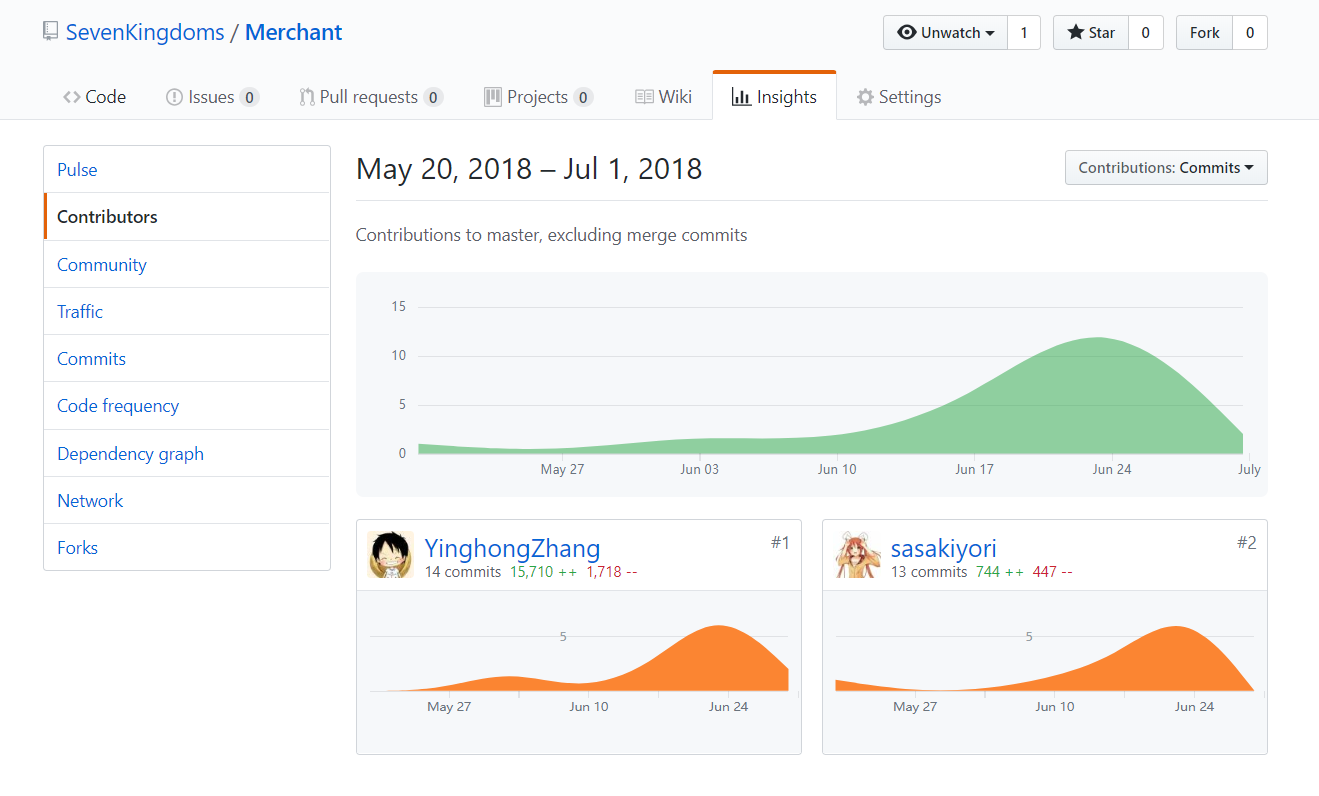 SevenKingdoms / Merchant
Unwatch 1 Star 0 Fork 0
Code Issues 0 Pull requests 0 Projects 0 Wiki Insights Settings
Pulse
Contributors
Community
Traffic
Commits
Code frequency
Dependency graph
Network
Forks
May 20, 2018 – Jul 1, 2018
Contributions: Commits
Contributions to master, excluding merge commits
15
10
5
0
May 27 Jun 03 Jun 10 Jun 17 Jun 24 July
YinghongZhang #1
14 commits 15,710 ++ 1,718 --
5
May 27 Jun 10 Jun 24
sasakiyori #2
13 commits 744 ++ 447 --
5
May 27 Jun 10 Jun 24